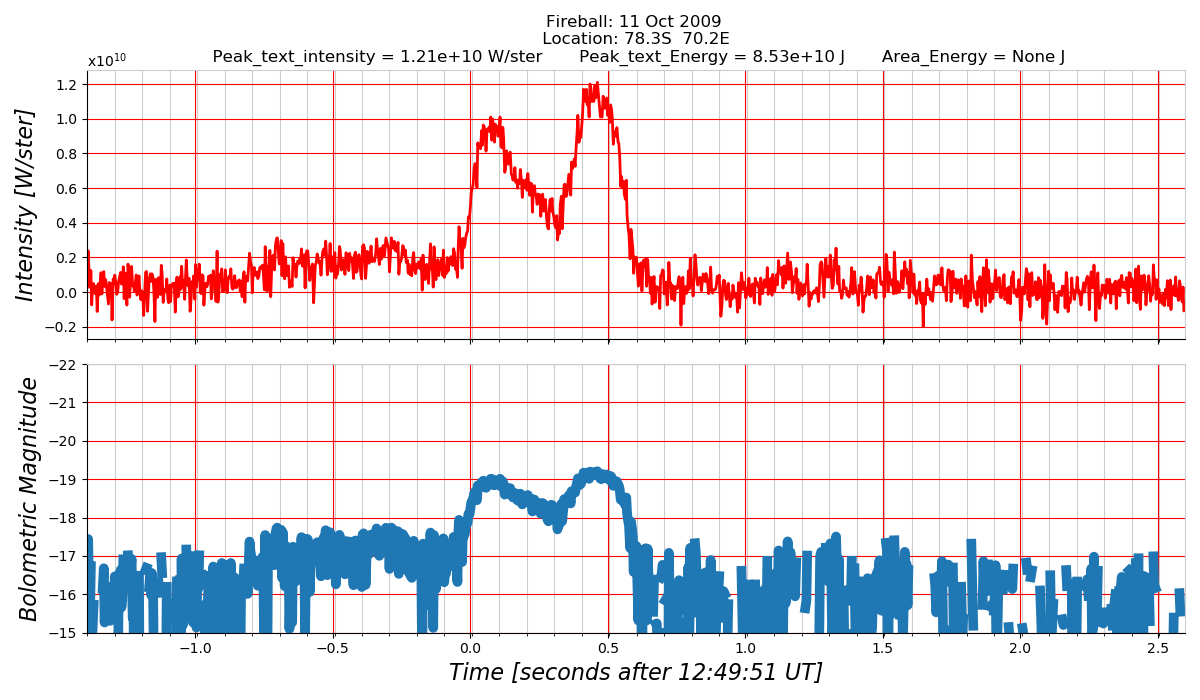 Fireball: 11 Oct 2009
Location: 78.3S  70.2E
Peak_text_intensity = 1.21e+10 W/ster       Peak_text_Energy = 8.53e+10 J       Area_Energy = None J
x10¹⁰
1.2
1.0
0.8
0.6
0.4
0.2
0.0
−0.2
Intensity [W/ster]
−22
−21
−20
−19
−18
−17
−16
−15
Bolometric Magnitude
−1.0 −0.5 0.0 0.5 1.0 1.5 2.0 2.5
Time [seconds after 12:49:51 UT]